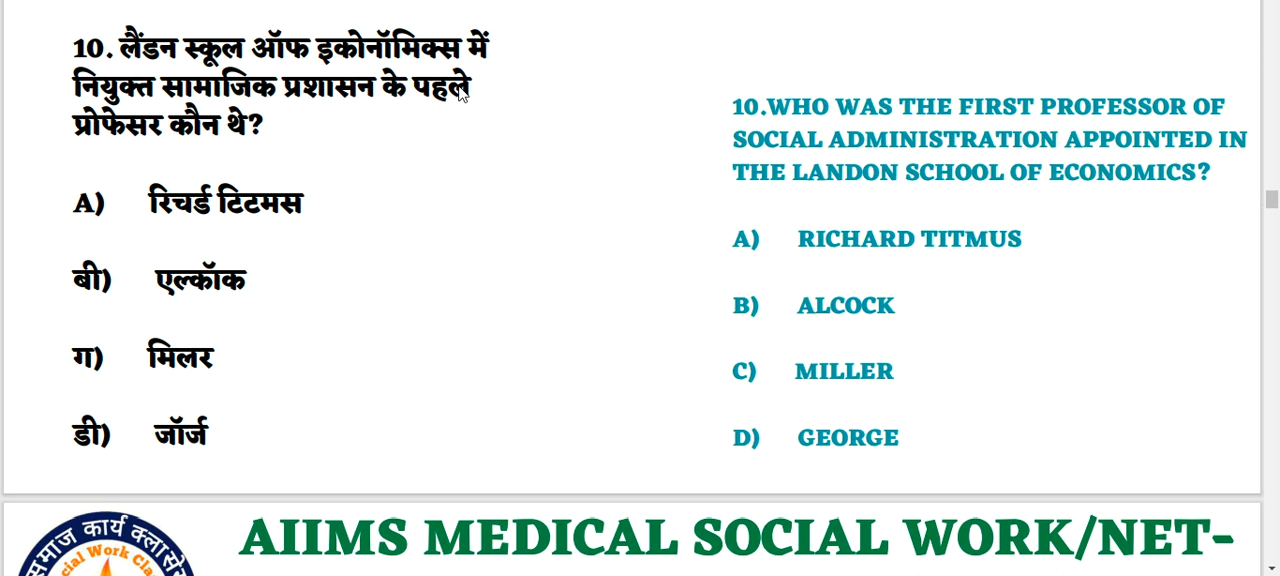 10. लैंडन स्कूल ऑफ इकोनॉमिक्स में
नियुक्त सामाजिक प्रशासन के पहले
प्रोफेसर कौन थे?
A) रिचर्ड टिटमस
बी) एल्कॉक
ग) मिलर
डी) जॉर्ज
10.WHO WAS THE FIRST PROFESSOR OF
SOCIAL ADMINISTRATION APPOINTED IN
THE LANDON SCHOOL OF ECONOMICS?
A) RICHARD TITMUS
B) ALCOCK
C) MILLER
D) GEORGE
समाज कार्य क्लासेस
Social Work Cla
AIIMS MEDICAL SOCIAL WORK/NET-